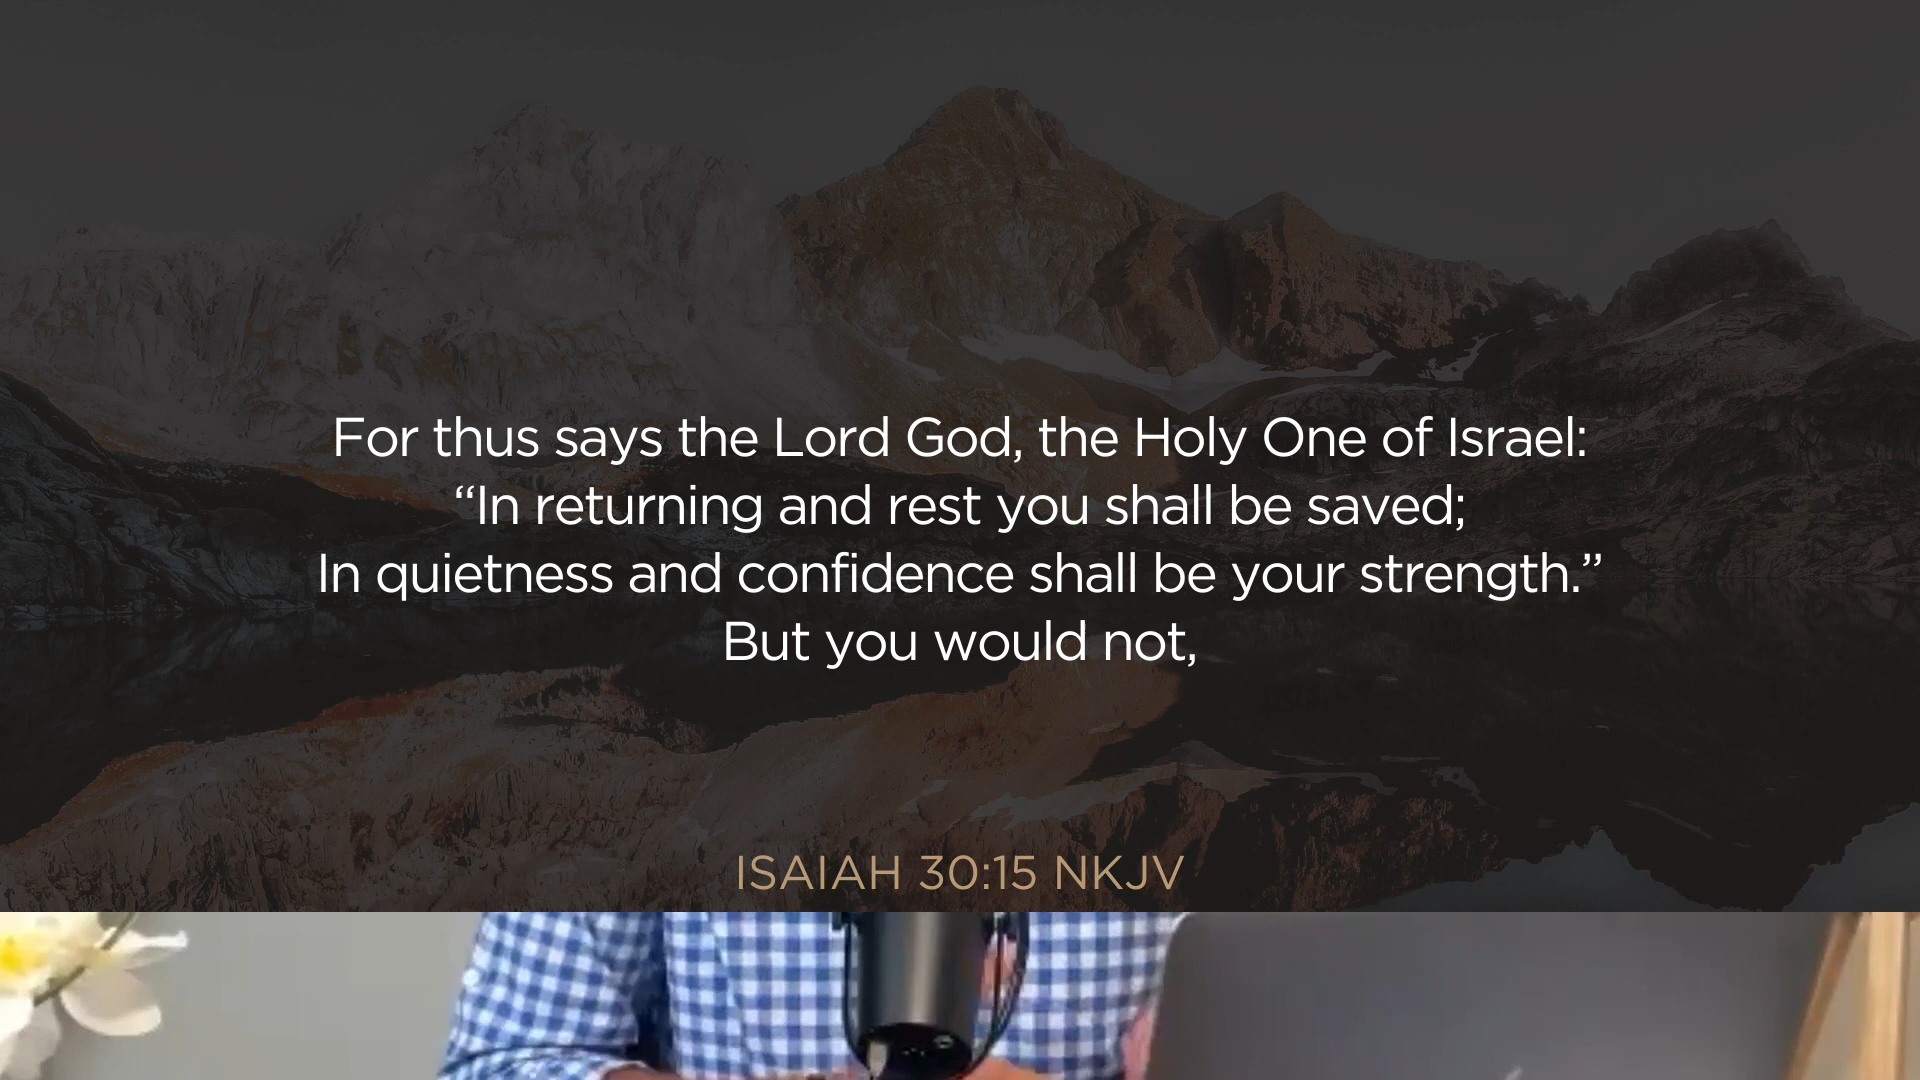 For thus says the Lord God, the Holy One of Israel:
“In returning and rest you shall be saved;
In quietness and confidence shall be your strength.”
But you would not,
ISAIAH 30:15 NKJV